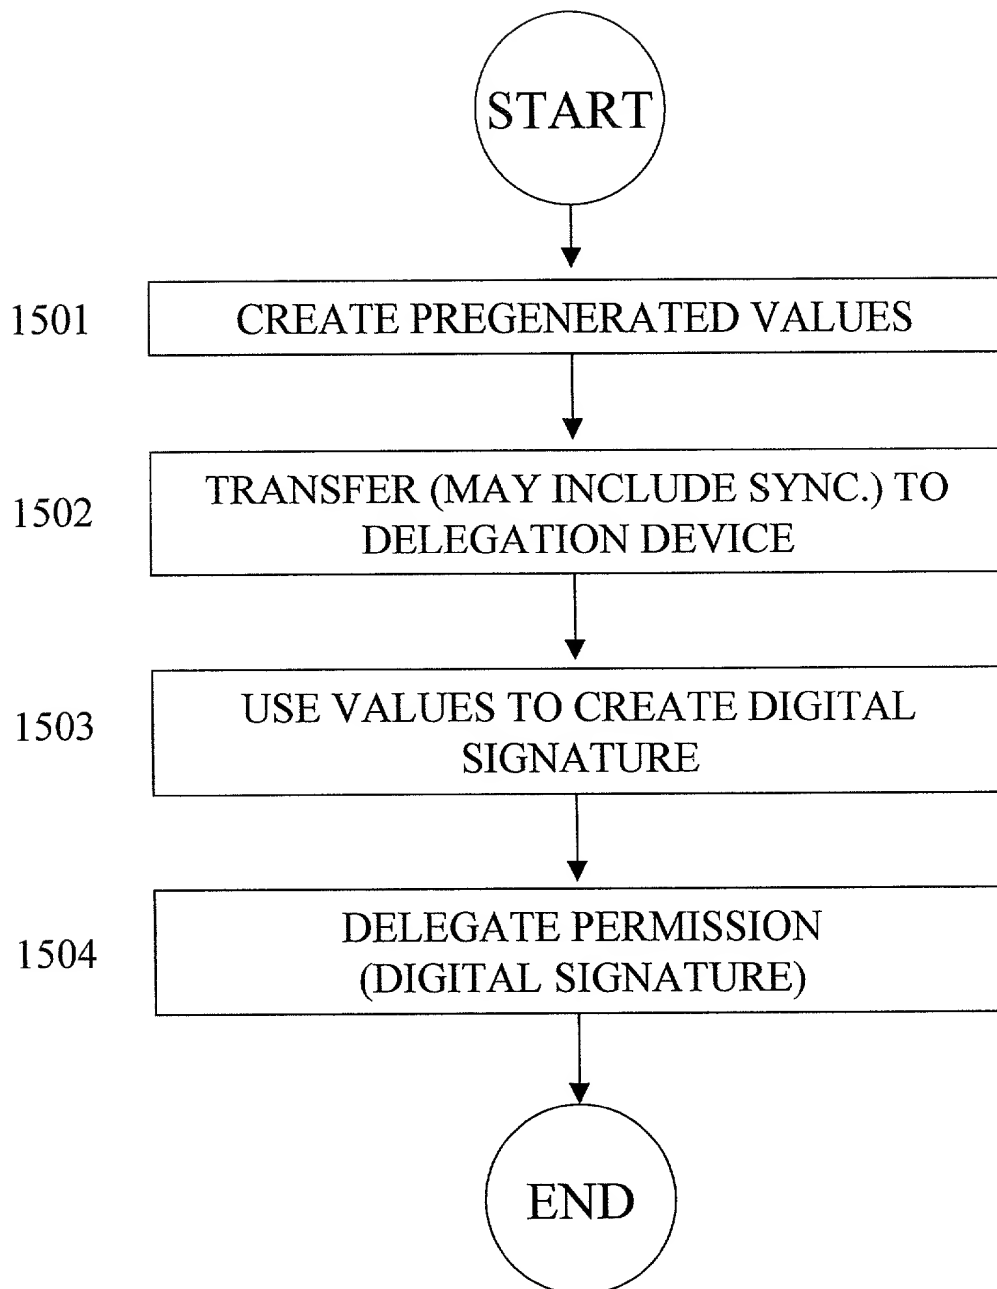 START
1501
CREATE PREGENERATED VALUES
1502
TRANSFER (MAY INCLUDE SYNC.) TO
DELEGATION DEVICE
1503
USE VALUES TO CREATE DIGITAL
SIGNATURE
1504
DELEGATE PERMISSION
(DIGITAL SIGNATURE)
END